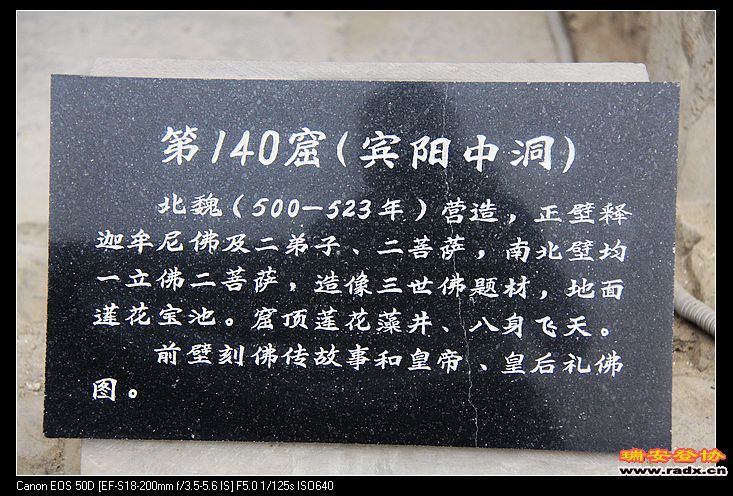 第140窟(宾阳中洞)
北魏(500—523年)营造，正壁释
迦牟尼佛及二弟子、二菩萨，南北壁均
一立佛二菩萨，造像三世佛题材，地面
莲花宝池。窟顶莲花藻井、八身飞天。
前壁刻佛传故事和皇帝、皇后礼佛
图。
瑞安登协
www.radx.cn
Canon EOS 50D [EF-S18-200mm f/3.5-5.6 IS] F5.0 1/125s ISO640